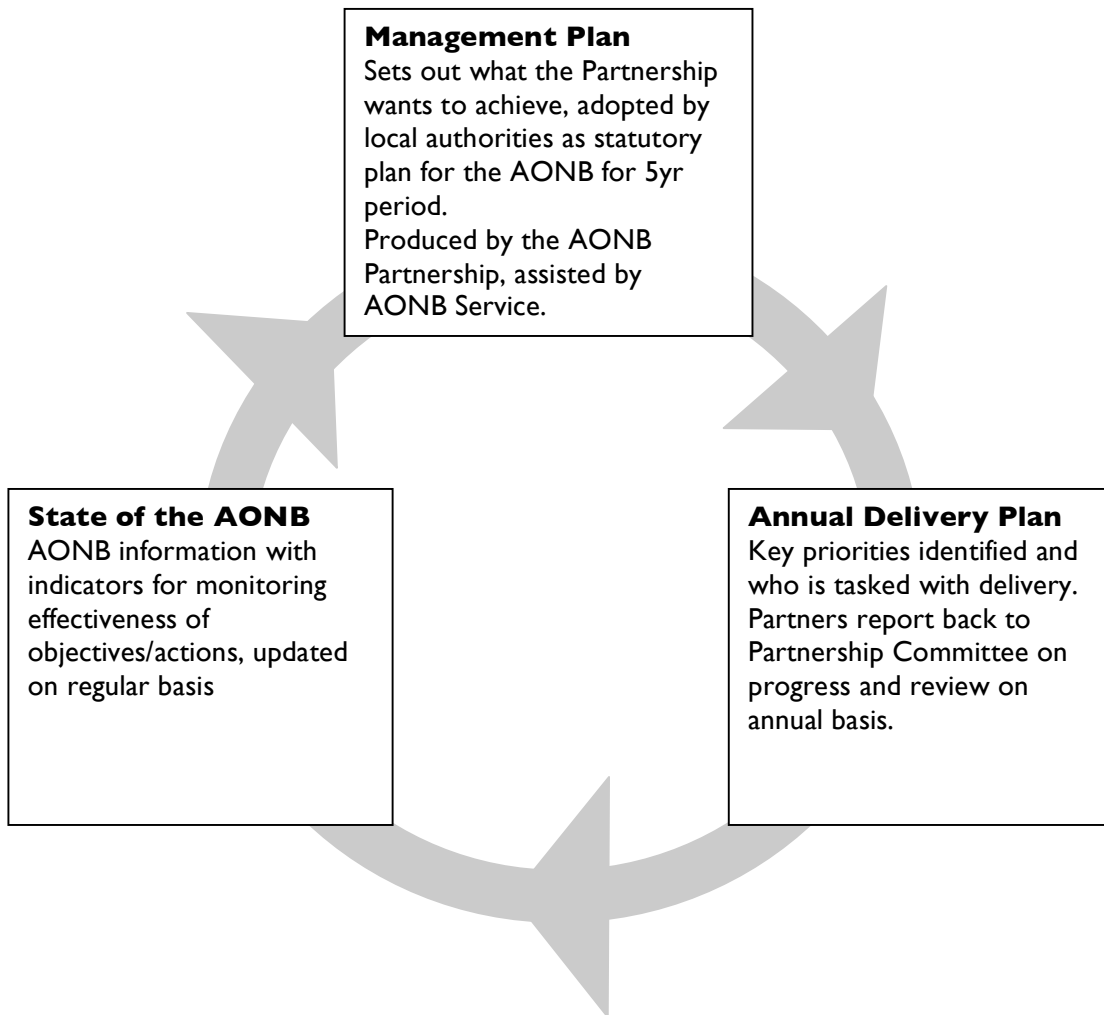 Management Plan
Sets out what the Partnership
wants to achieve, adopted by
local authorities as statutory
plan for the AONB for 5yr
period.
Produced by the AONB
Partnership, assisted by
AONB Service.
State of the AONB
AONB information with
indicators for monitoring
effectiveness of
objectives/actions, updated
on regular basis
Annual Delivery Plan
Key priorities identified and
who is tasked with delivery.
Partners report back to
Partnership Committee on
progress and review on
annual basis.